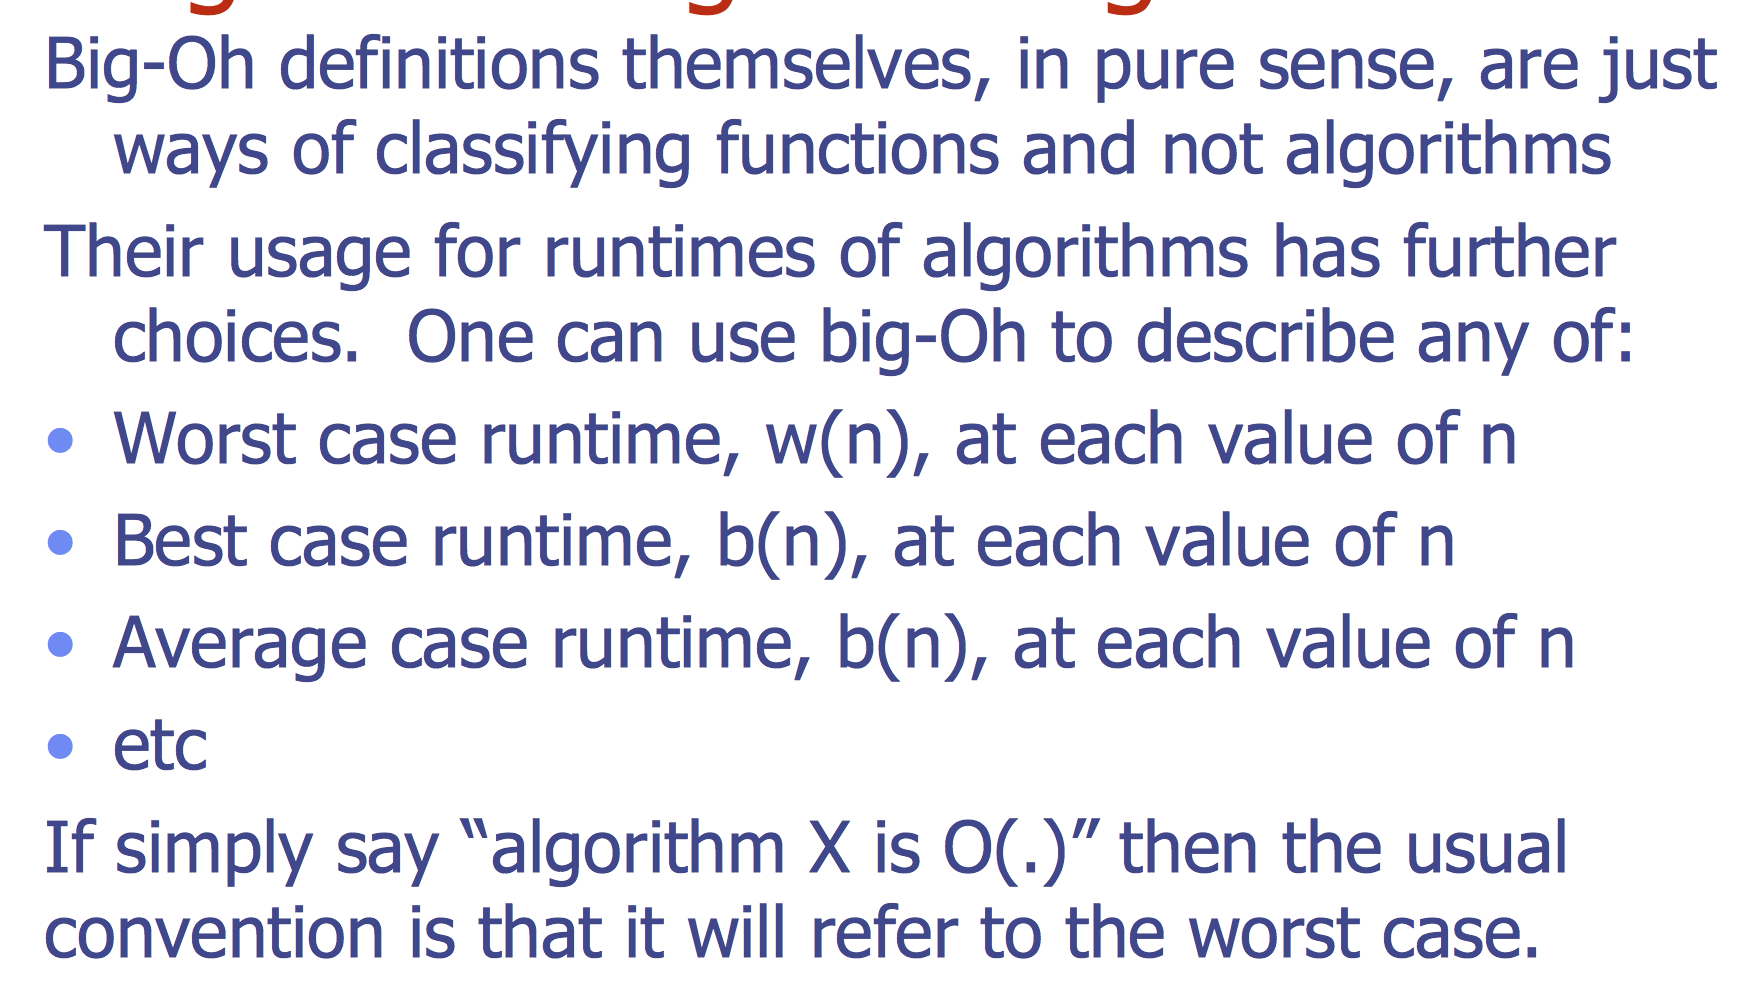 Big-Oh definitions themselves, in pure sense, are just
ways of classifying functions and not algorithms
Their usage for runtimes of algorithms has further
choices.  One can use big-Oh to describe any of:
• Worst case runtime, w(n), at each value of n
• Best case runtime, b(n), at each value of n
• Average case runtime, b(n), at each value of n
• etc
If simply say “algorithm X is O(.)” then the usual
convention is that it will refer to the worst case.